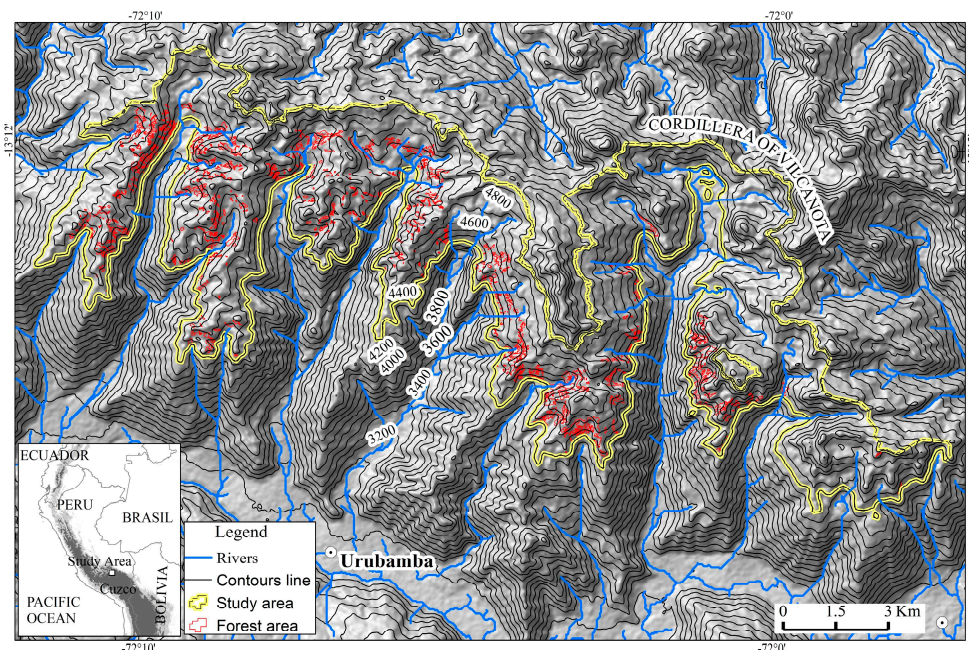 -72°10'
-72°0'
-13°12'
CORDILLERA OF VILCANOTA
4800
4600
4400
3800
3600
4200
4000
3400
3200
ECUADOR
PERU
BRASIL
Study Area
Cuzco
BOLIVIA
PACIFIC
OCEAN
Legend
Rivers
Contours line
Study area
Forest area
Urubamba
0 1.5 3 Km
-72°10'
-72°0'